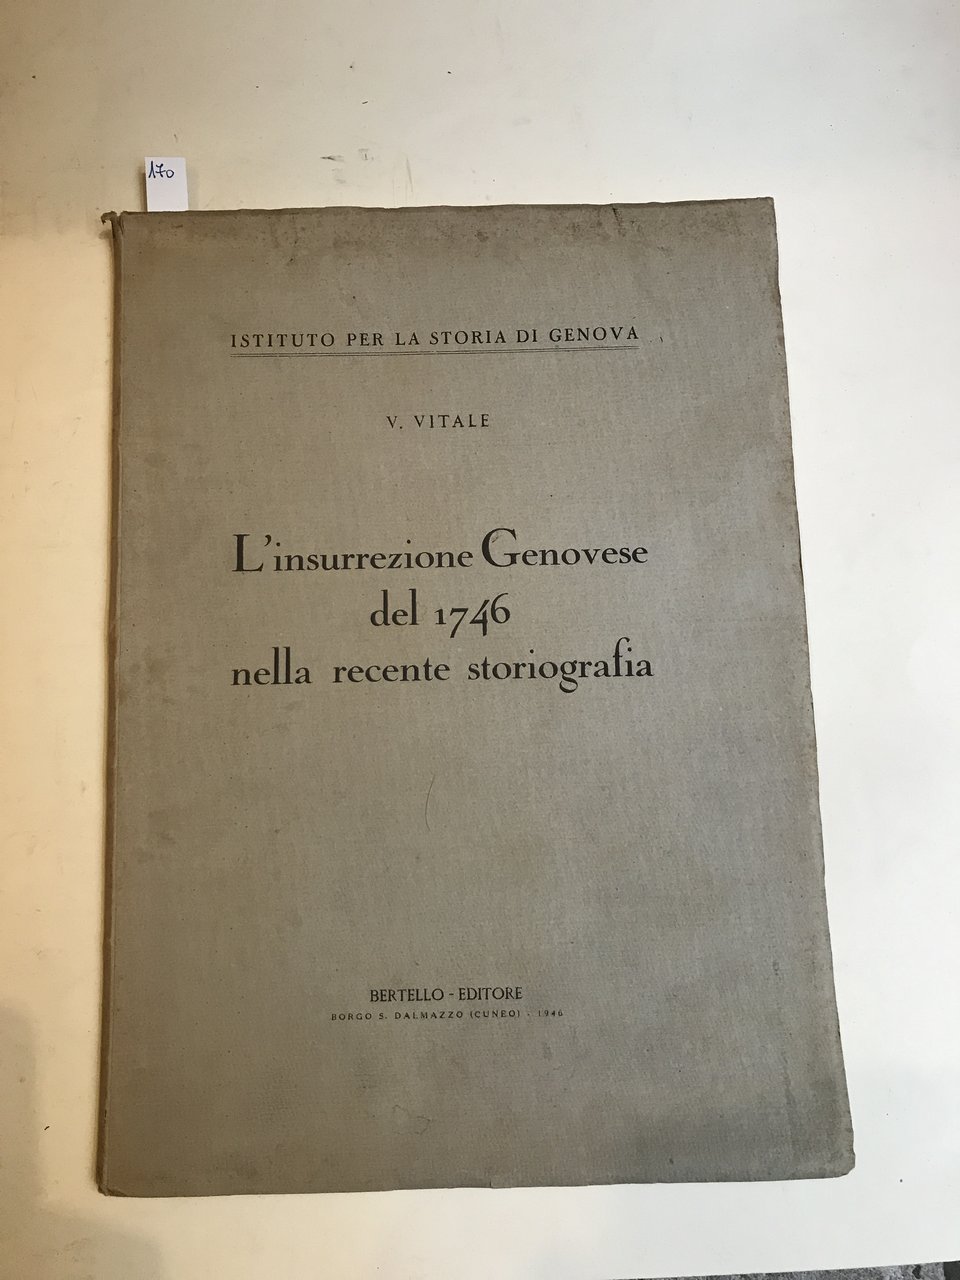 170
ISTITUTO PER LA STORIA DI GENOVA
V. VITALE
L'insurrezione Genovese
del 1746
nella recente storiografia
BERTELLO - EDITORE
BORGO S. DALMAZZO (CUNEO) - 1946